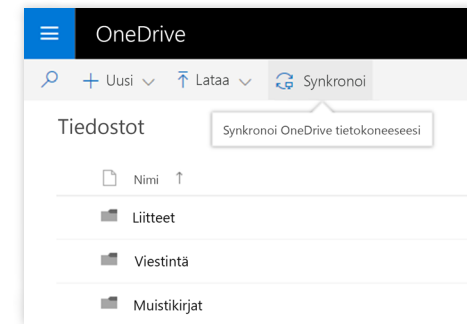 OneDrive
Uusi Lataa Synkronoi
Tiedostot
Synkronoi OneDrive tietokoneeseesi
Nimi ↑
Liitteet
Viestintä
Muistikirjat